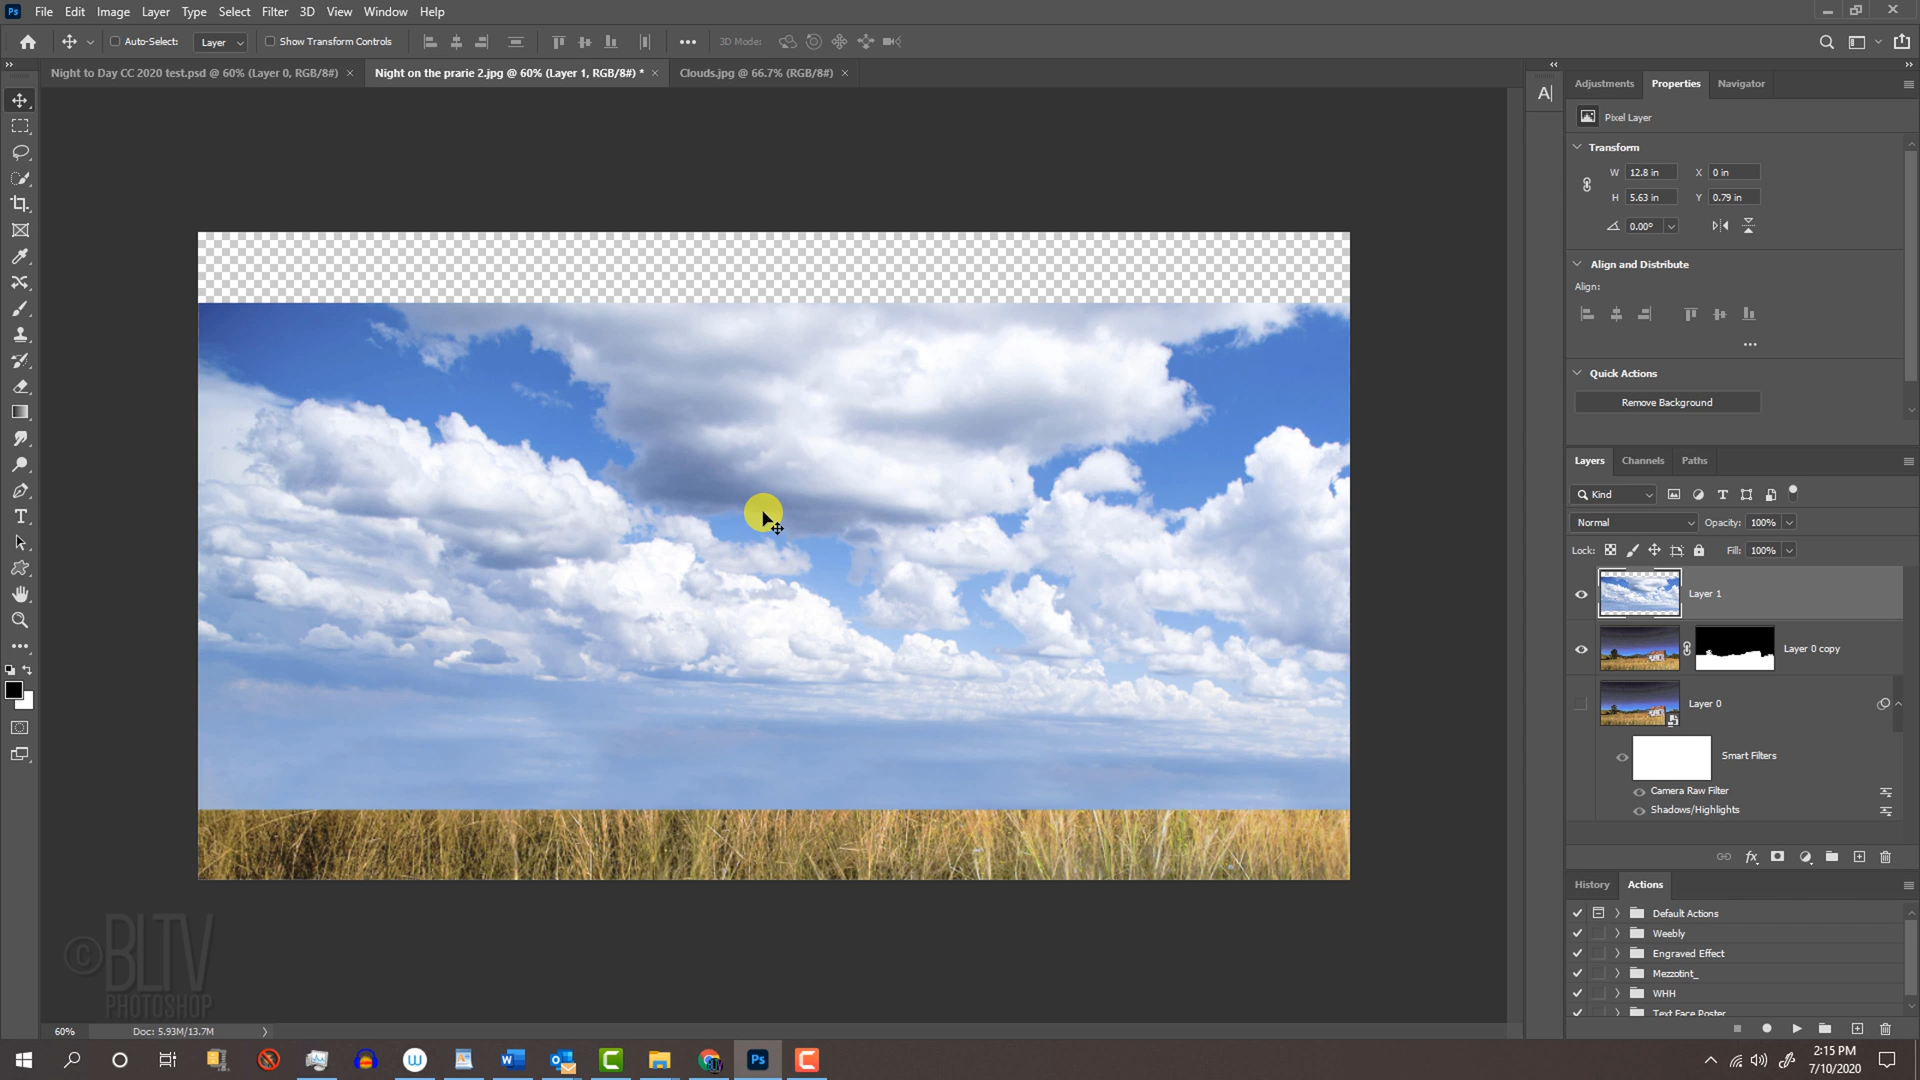 Ps File Edit Image Layer Type Select Filter 3D View Window Help
Auto-Select: Layer Show Transform Controls 3D Mode:
Night to Day CC 2020 test.psd @ 60% (Layer 0, RGB/8#) Night on the prarie 2.jpg @ 60% (Layer 1, RGB/8#) * Clouds.jpg @ 66.7% (RGB/8#)
Adjustments Properties Navigator
Pixel Layer
Transform
W 12.8 in X 0 in
H 5.63 in Y 0.79 in
0.00°
Align and Distribute
Align:
Quick Actions
Remove Background
Layers Channels Paths
Kind
Normal Opacity: 100%
Lock: Fill: 100%
Layer 1
Layer 0 copy
Layer 0
Smart Filters
Camera Raw Filter
Shadows/Highlights
fx
History Actions
Default Actions
Weebly
Engraved Effect
Mezzotint_
WHH
Text Face Poster
©BLTV
PHOTOSHOP
60% Doc: 5.93M/13.7M
2:15 PM
7/10/2020